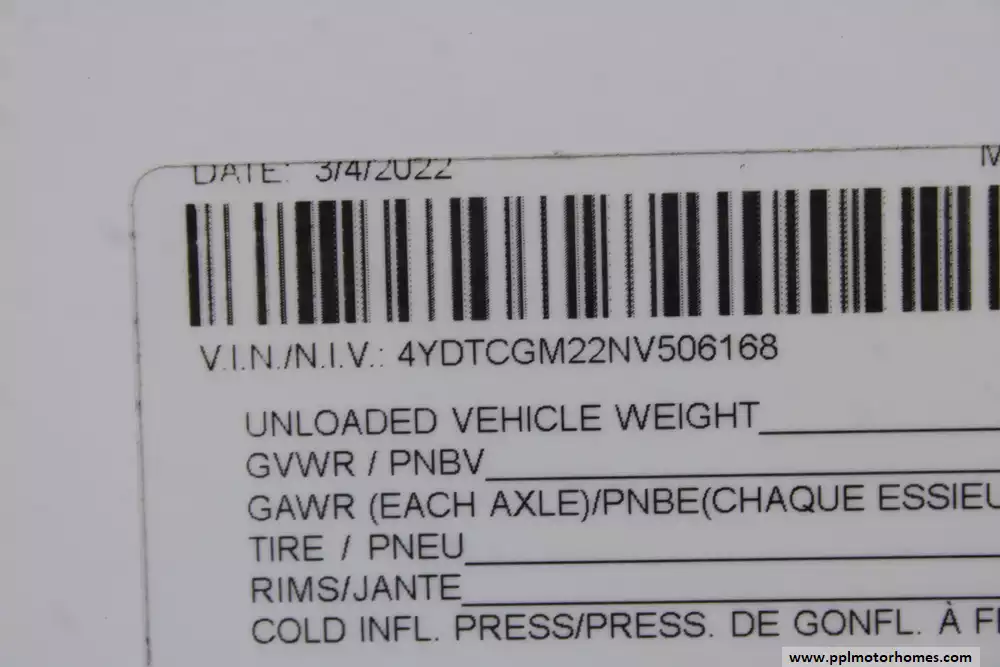 DATE: 3/4/2022
V.I.N./N.I.V.: 4YDTCGM22NV506168
UNLOADED VEHICLE WEIGHT
GVWR / PNBV
GAWR (EACH AXLE)/PNBE(CHAQUE ESSIEU
TIRE / PNEU
RIMS/JANTE
COLD INFL. PRESS/PRESS. DE GONFL. À
www.pplmotorhomes.com